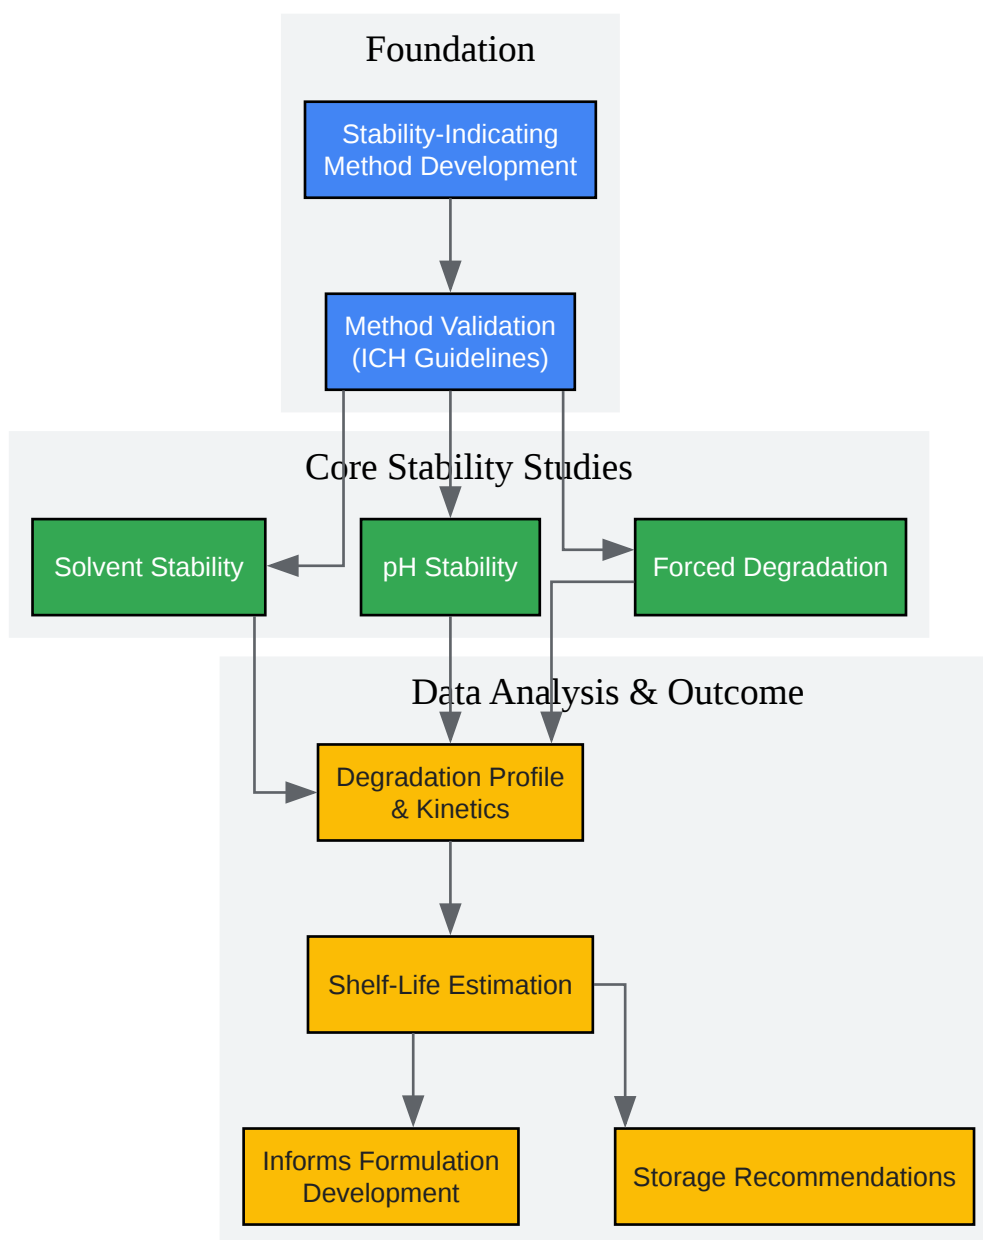 Foundation
Stability-Indicating
Method Development
Method Validation
(ICH Guidelines)
Core Stability Studies
Solvent Stability
pH Stability
Forced Degradation
Data Analysis & Outcome
Degradation Profile
& Kinetics
Shelf-Life Estimation
Informs Formulation
Development
Storage Recommendations